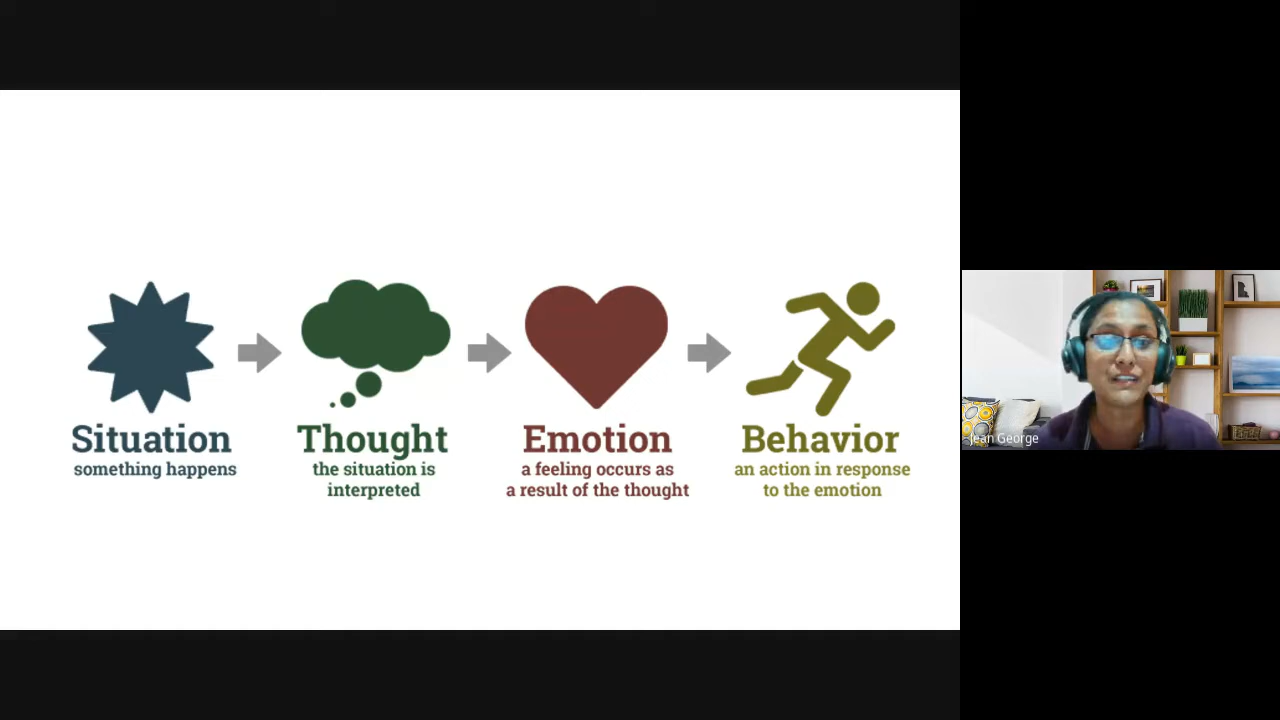 Situation
something happens
Thought
the situation is
interpreted
Emotion
a feeling occurs as
a result of the thought
Behavior
an action in response
to the emotion
Jean George